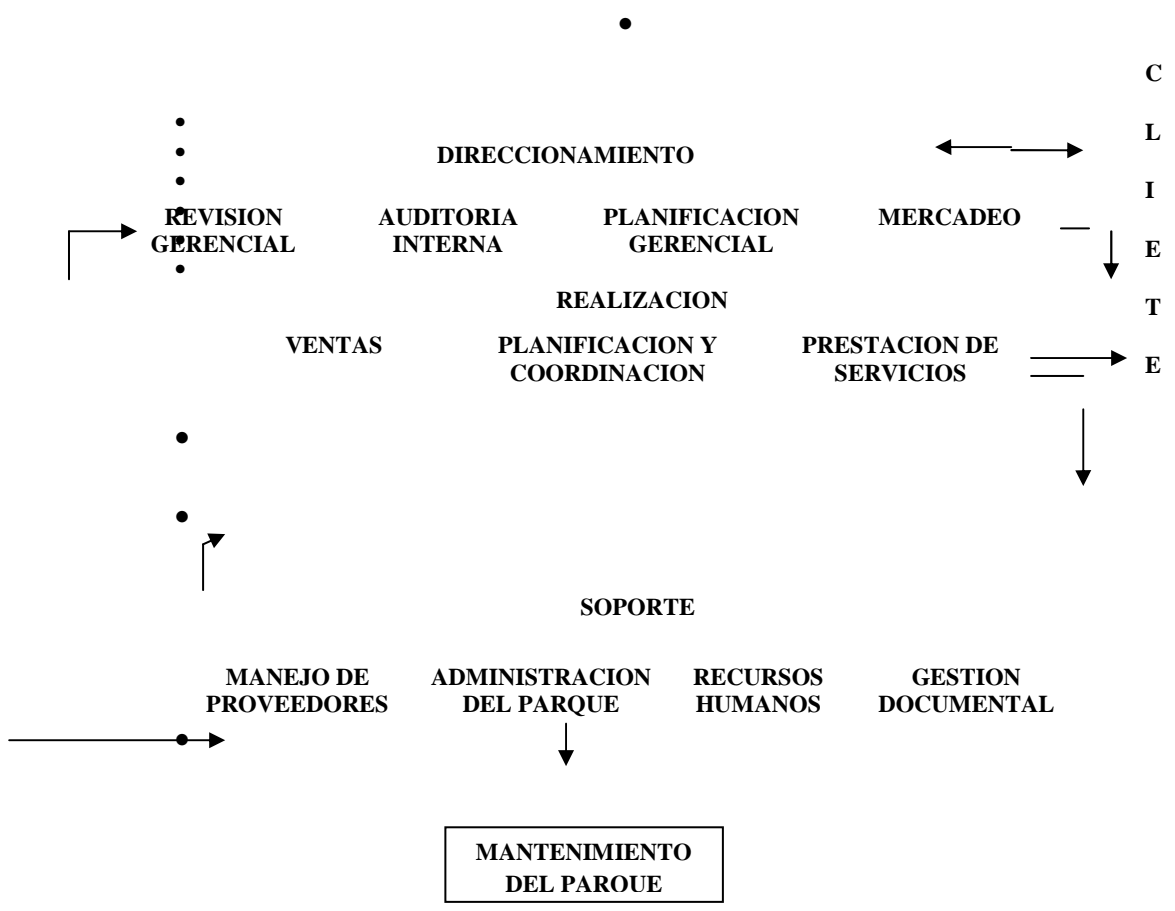 C
L
I
E
T
E
DIRECCIONAMIENTO
REVISION
GERENCIAL
AUDITORIA
INTERNA
PLANIFICACION
GERENCIAL
MERCADEO
REALIZACION
VENTAS
PLANIFICACION Y
COORDINACION
PRESTACION DE
SERVICIOS
SOPORTE
MANEJO DE
PROVEEDORES
ADMINISTRACION
DEL PARQUE
RECURSOS
HUMANOS
GESTION
DOCUMENTAL
MANTENIMIENTO
DEL PARQUE